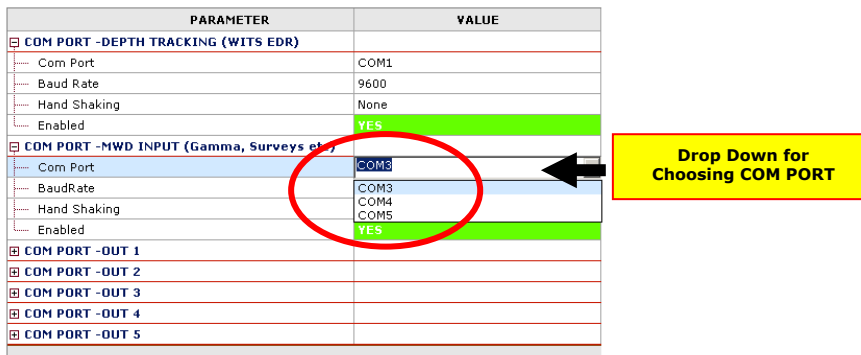 PARAMETER VALUE
COM PORT -DEPTH TRACKING (WITS EDR)
Com Port COM1
Baud Rate 9600
Hand Shaking None
Enabled YES
COM PORT -MWD INPUT (Gamma, Surveys etc)
Com Port COM3
BaudRate COM3
COM4
Hand Shaking COM5
Enabled YES
COM PORT -OUT 1
COM PORT -OUT 2
COM PORT -OUT 3
COM PORT -OUT 4
COM PORT -OUT 5
Drop Down for
Choosing COM PORT